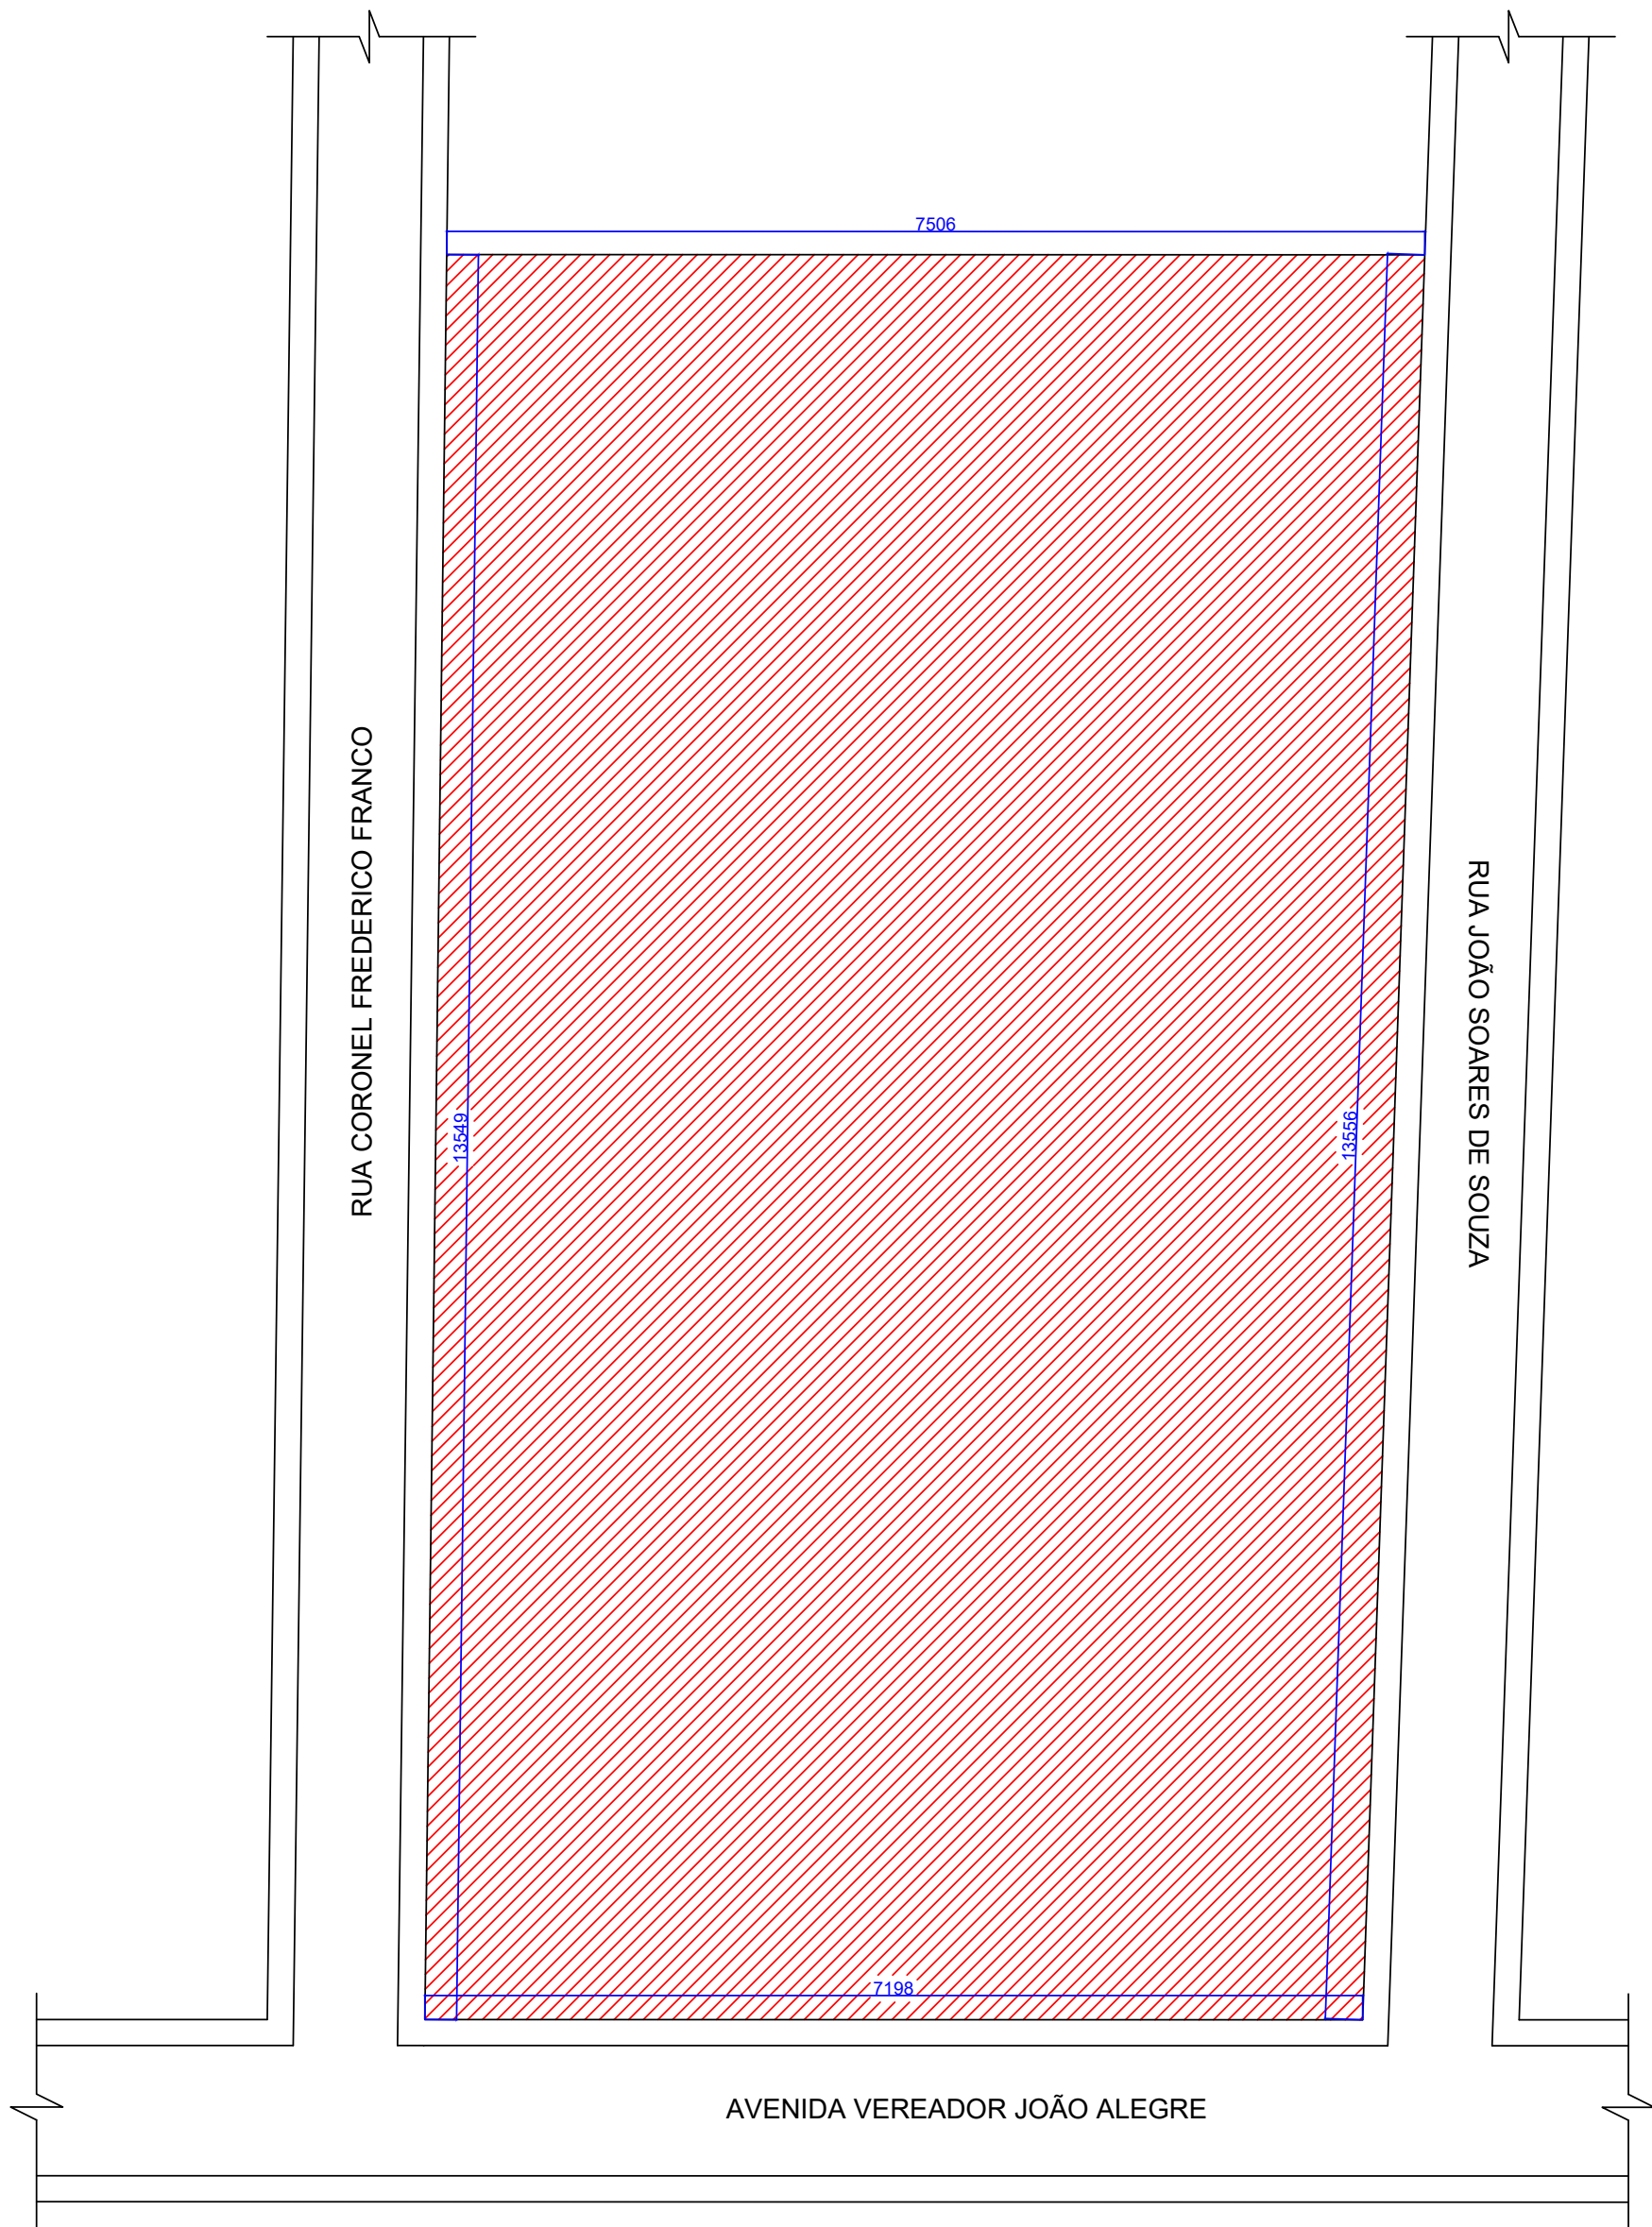 7506
RUA CORONEL FREDERICO FRANCO
RUA JOÃO SOARES DE SOUZA
13549
13556
7198
AVENIDA VEREADOR JOÃO ALEGRE